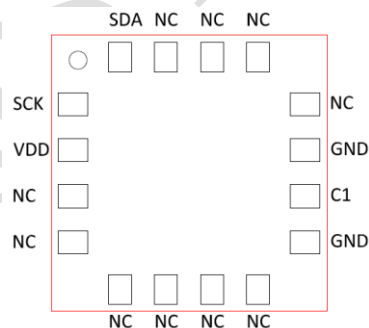 SDA NC NC NC
SCK NC
VDD GND
NC C1
NC GND
NC NC NC NC